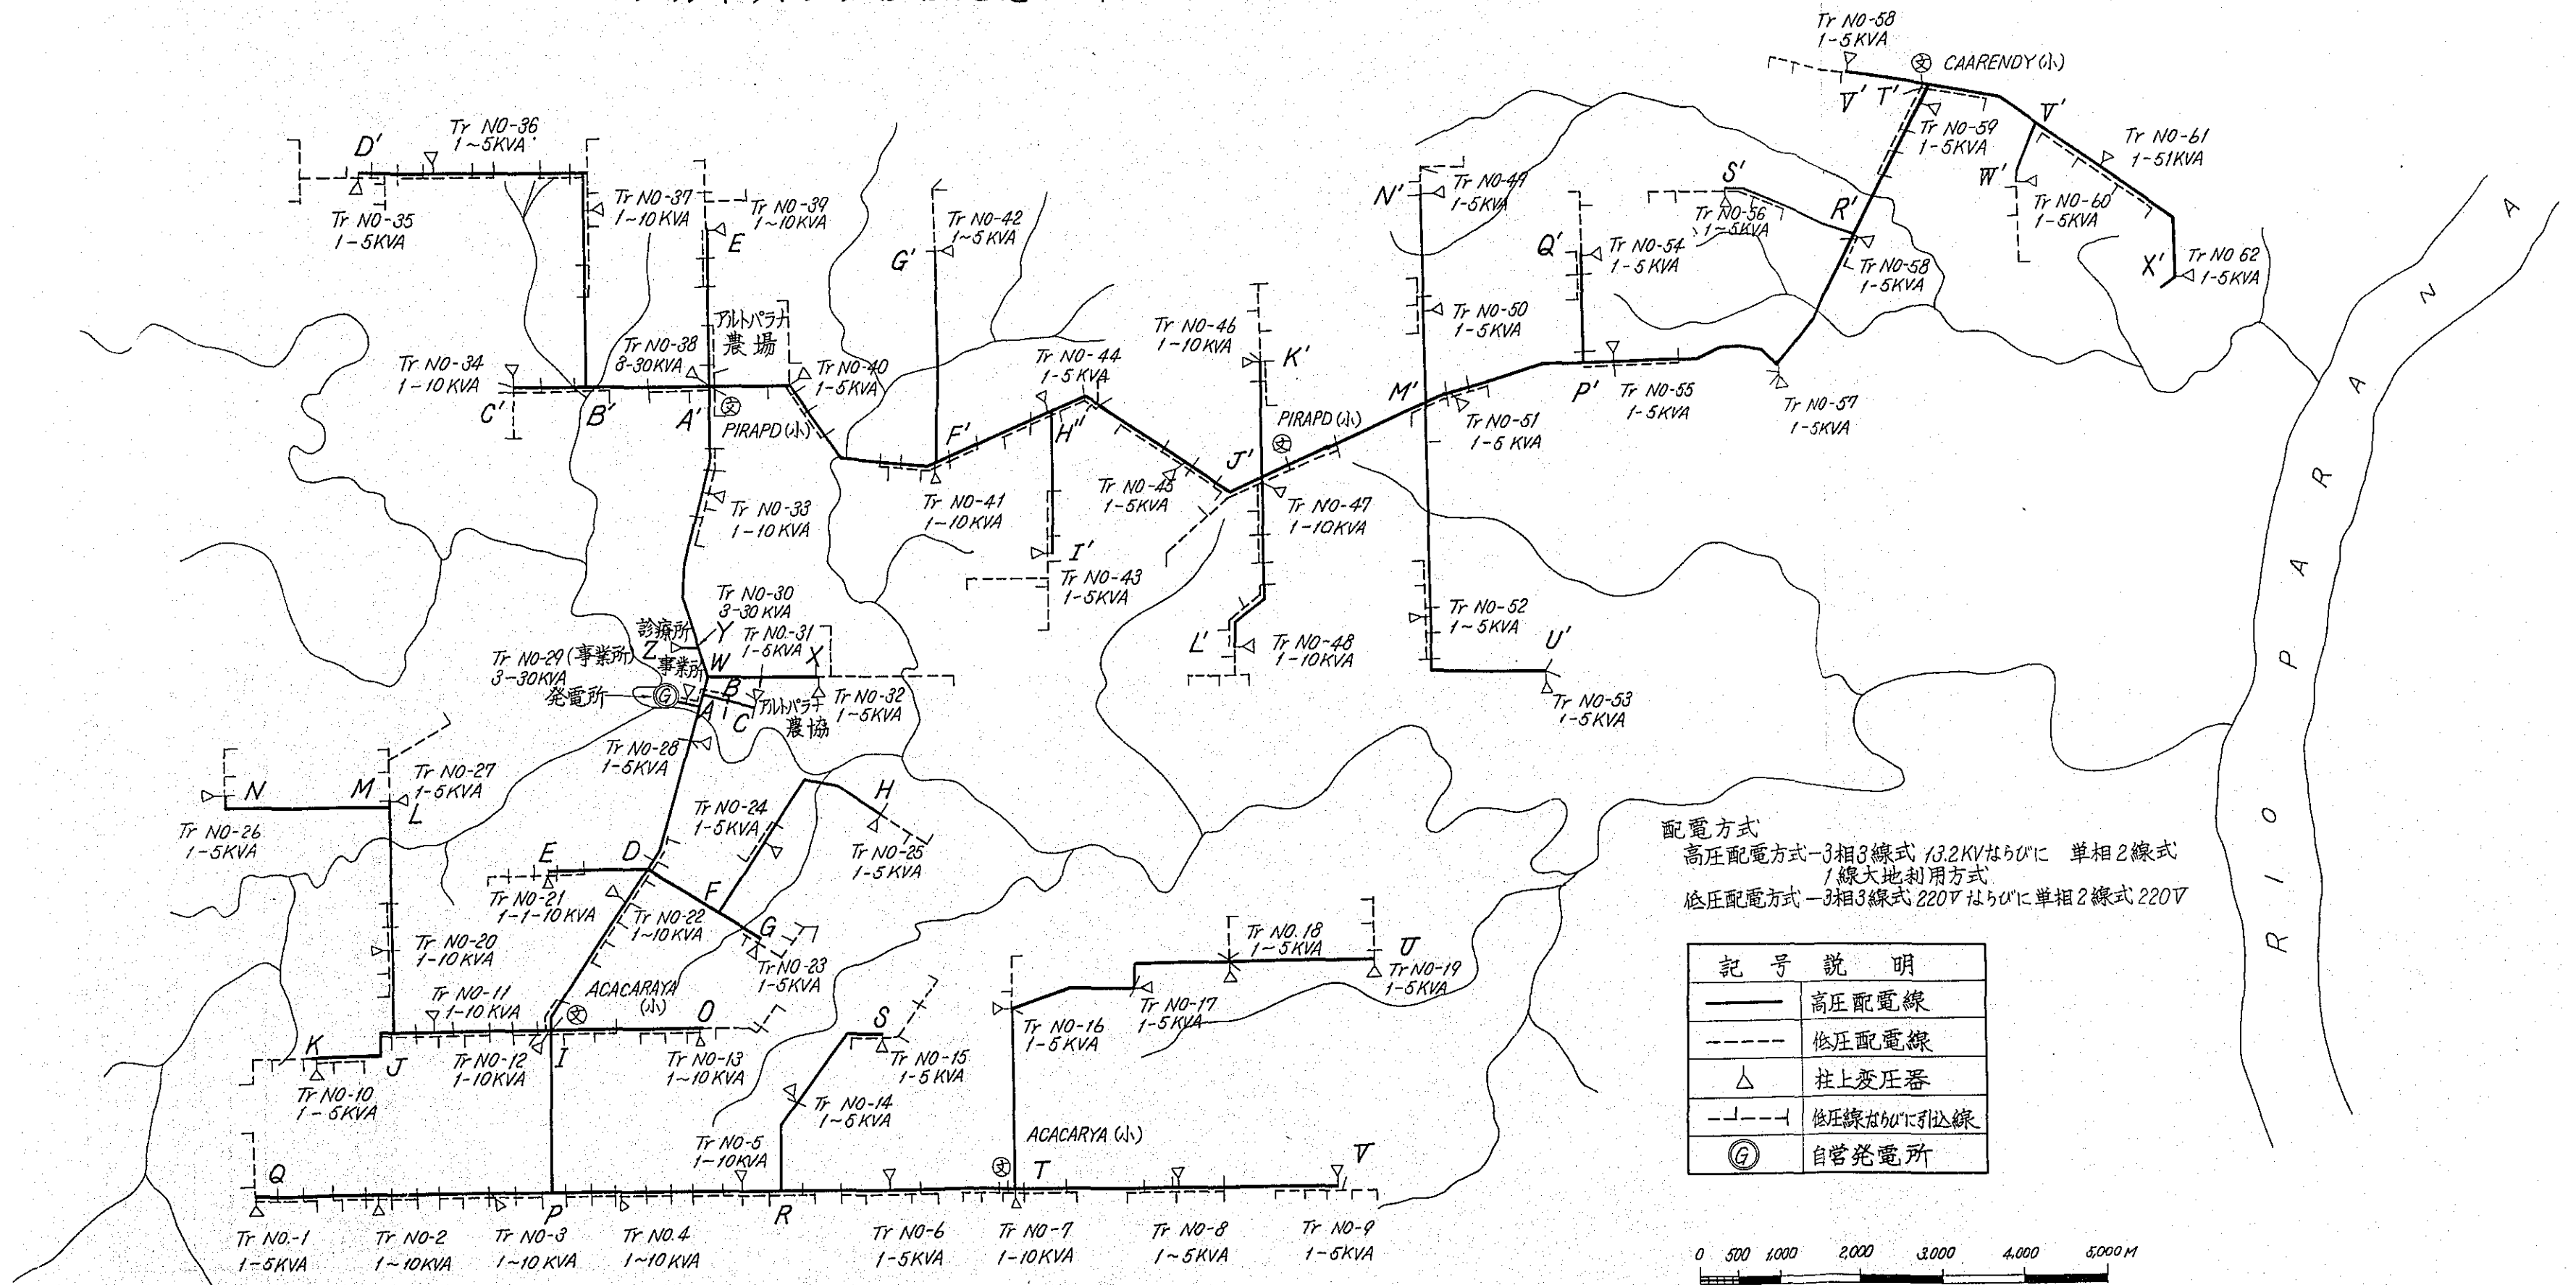 Tr NO-58
1-5KVA
文 CAARENDY(小)
V' T'
Tr NO-59
1-5KVA
V'
Tr NO-61
1-51KVA
W'
Tr NO-60
1-5KVA
X'
Tr NO 62
1-5KVA
D'
Tr NO-36
1~5KVA
Tr NO-35
1-5KVA
Tr NO-37
1~10KVA
Tr NO-39
1~10KVA
E
G'
Tr NO-42
1~5KVA
N'
Tr NO-49
1-5KVA
S'
Tr NO-56
1~5KVA
R'
Q'
Tr NO-54
1-5KVA
Tr NO-58
1-5KVA
Tr NO-50
1-5KVA
アルトパラナ
農場
Tr NO-38
3-30KVA
Tr NO-34
1~10KVA
C'
B'
A'
文
PIRAPD(小)
Tr NO-40
1-5KVA
Tr NO-44
1-5KVA
Tr NO-46
1~10KVA
K'
M'
P'
Tr NO-55
1-5KVA
Tr NO-57
1-5KVA
Tr NO-51
1-5 KVA
PIRAPD(小)
文
F'
H''
J'
Tr NO-41
1~10KVA
Tr NO-45
1-5KVA
Tr NO-47
1-10KVA
Tr NO-33
1-10KVA
I'
Tr NO-43
1-5KVA
Tr NO-30
3-30KVA
診療所
Y
Tr NO.-31
1-5KVA
Z
Tr NO-29(事業所)
3-30KVA
事業所
W
X
発電所
G
A
B
C
アルトパラナ
農協
Tr NO-32
1~5KVA
L'
Tr NO-48
1-10KVA
Tr NO-52
1~5KVA
U'
Tr NO-53
1-5KVA
Tr NO-28
1-5KVA
N
M
Tr NO-27
1-5KVA
L
Tr NO-26
1-5KVA
Tr NO-24
1-5KVA
H
Tr NO-25
1-5KVA
E
D
F
Tr NO-21
1-1-10KVA
Tr NO-22
1~10KVA
G
Tr NO-23
1-5KVA
Tr NO-20
1-10KVA
Tr NO-11
1-10KVA
ACACARAYA
(小)
文
O
K
J
Tr NO-12
1-10KVA
I
Tr NO-13
1~10KVA
Tr NO-10
1-5KVA
S
Tr NO-15
1-5KVA
Tr NO-14
1~5KVA
Tr NO.18
1~5KVA
U
Tr NO-19
1-5KVA
Tr NO-17
1-5KVA
Tr NO-16
1-5KVA
Tr NO-5
1~10KVA
ACACARYA(小)
文
T
V
Q
P
R
Tr NO.-1
1-5KVA
Tr NO-2
1~10KVA
Tr NO-3
1~10KVA
Tr NO.4
1~10KVA
Tr NO-6
1-5KVA
Tr NO-7
1-10KVA
Tr NO-8
1~5KVA
Tr NO-9
1-5KVA
RIO PARANA
配電方式
高圧配電方式-3相3線式 13.2KVならびに 単相2線式
1線大地利用方式
低圧配電方式-3相3線式220Vならびに単相2線式220V
記号説明
高圧配電線
低圧配電線
柱上変圧器
低圧線ならびに引込線
G 自営発電所
0 500 1,000 2,000 3,000 4,000 5,000M